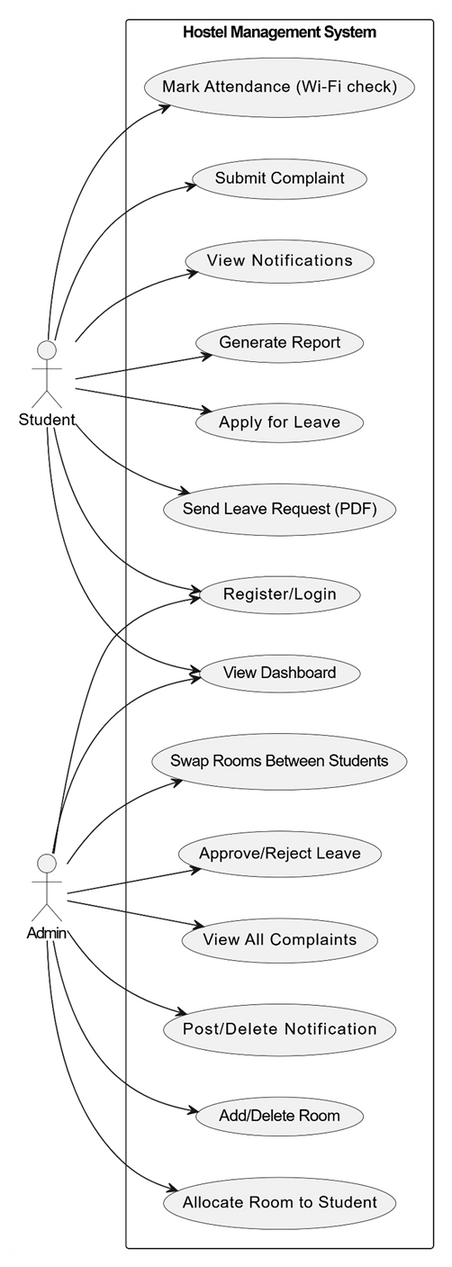 Hostel Management System
Mark Attendance (Wi-Fi check)
Submit Complaint
View Notifications
Generate Report
Apply for Leave
Student
Send Leave Request (PDF)
Register/Login
View Dashboard
Swap Rooms Between Students
Approve/Reject Leave
Admin
View All Complaints
Post/Delete Notification
Add/Delete Room
Allocate Room to Student